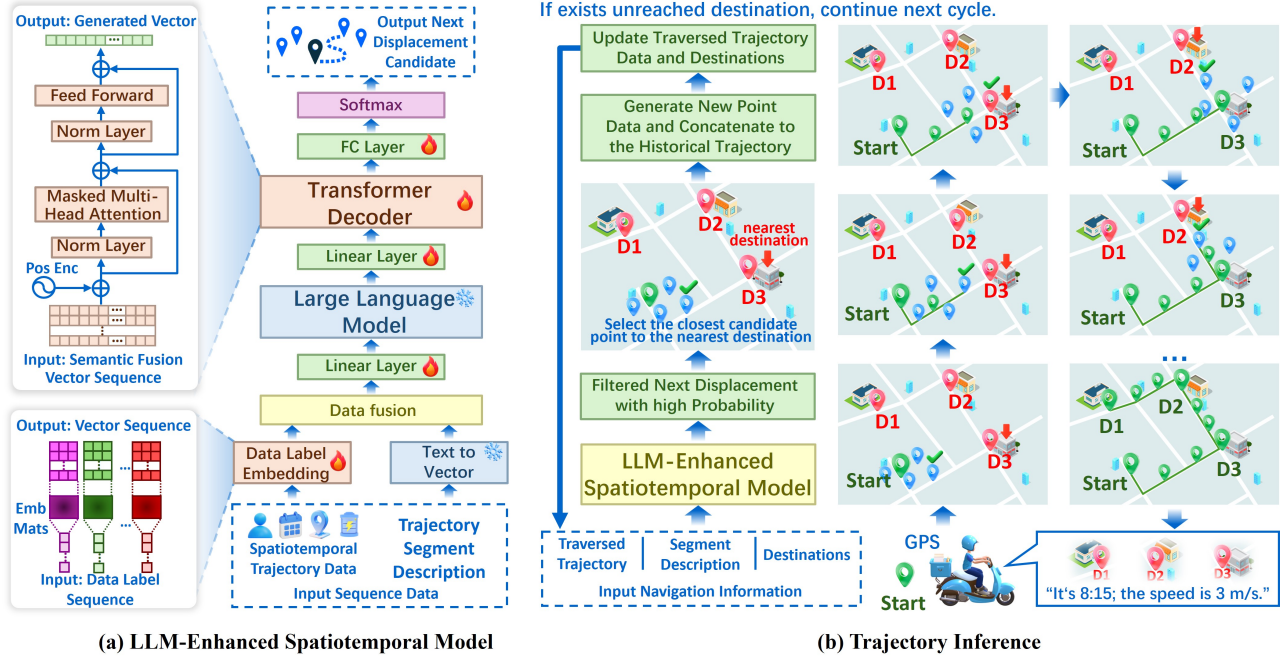 Output: Generated Vector
...
Feed Forward
Norm Layer
Masked Multi-
Head Attention
Norm Layer
Pos Enc
...
...
Input: Semantic Fusion
Vector Sequence
Output: Vector Sequence
...
Emb
Mats
...
Input: Data Label
Sequence
Output Next
Displacement
Candidate
Softmax
FC Layer
Transformer
Decoder
Linear Layer
Large Language
Model
Linear Layer
Data fusion
Data Label
Embedding
Text to
Vector
Spatiotemporal
Trajectory Data
Trajectory
Segment
Description
Input Sequence Data
(a) LLM-Enhanced Spatiotemporal Model
If exists unreached destination, continue next cycle.
Update Traversed Trajectory
Data and Destinations
Generate New Point
Data and Concatenate to
the Historical Trajectory
D1
D2
nearest
destination
D3
Select the closest candidate
point to the nearest destination
Filtered Next Displacement
with high Probability
LLM-Enhanced
Spatiotemporal Model
Traversed
Trajectory
Segment
Description
Destinations
Input Navigation Information
D1
D2
D3
Start
D1
D2
D3
Start
D1
D2
D3
Start
D1
D2
D3
Start
D1
D2
D3
Start
...
D1
D2
D3
Start
GPS
Start
D1
D2
D3
“It's 8:15; the speed is 3 m/s.”
(b) Trajectory Inference